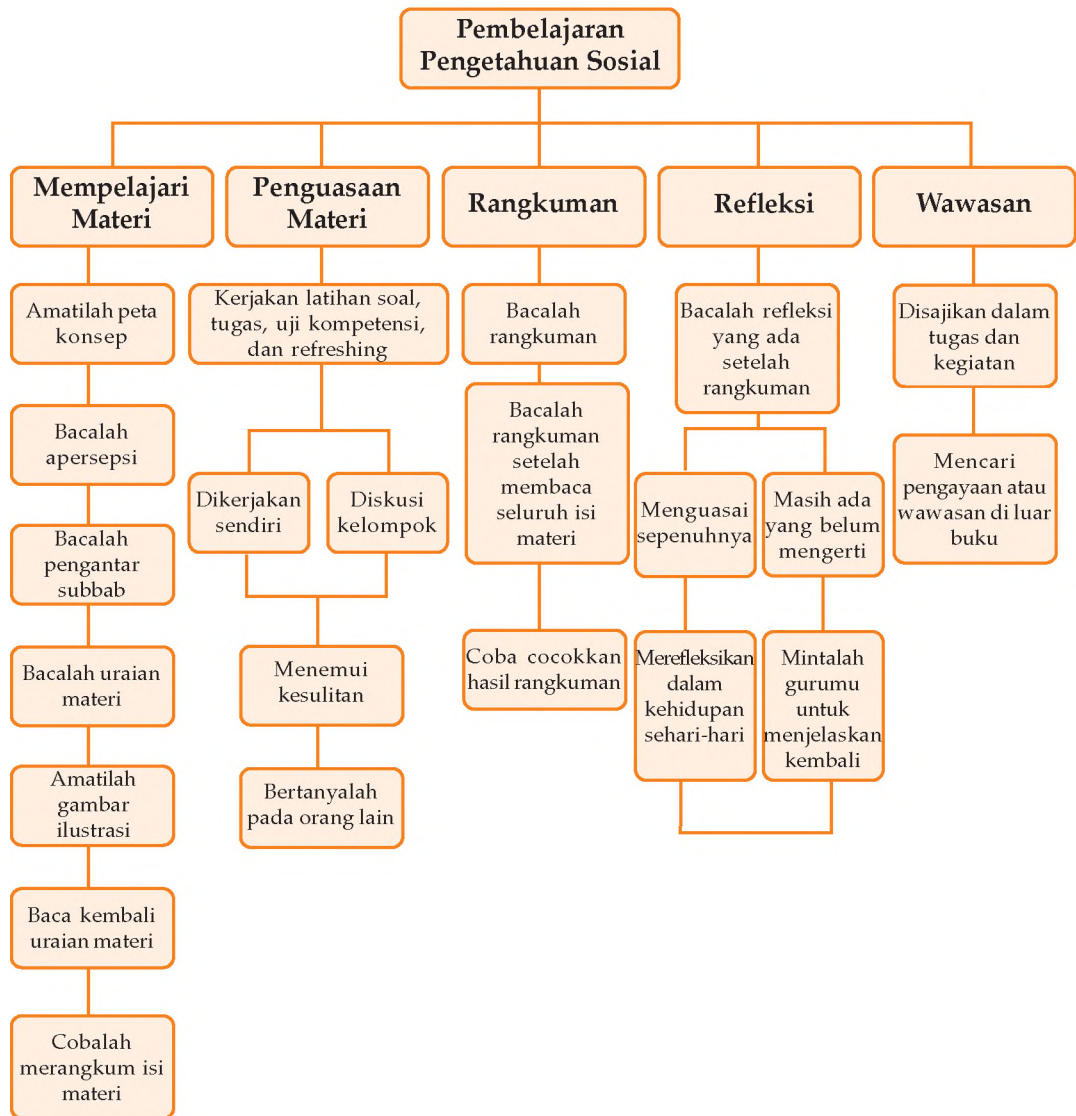 Pembelajaran
Pengetahuan Sosial
Mempelajari
Materi
Amatilah peta
konsep
Bacalah
apersepsi
Bacalah
pengantar
subbab
Bacalah uraian
materi
Amatilah
gambar
ilustrasi
Baca kembali
uraian materi
Cobalah
merangkum isi
materi
Penguasaan
Materi
Kerjakan latihan soal,
tugas, uji kompetensi,
dan refreshing
Dikerjakan
sendiri
Diskusi
kelompok
Menemui
kesulitan
Bertanyalah
pada orang lain
Rangkuman
Bacalah
rangkuman
Bacalah
rangkuman
setelah
membaca
seluruh isi
materi
Coba cocokkan
hasil rangkuman
Refleksi
Bacalah refleksi
yang ada
setelah
rangkuman
Menguasai
sepenuhnya
Merefleksikan
dalam
kehidupan
sehari-hari
Masih ada
yang belum
mengerti
Mintalah
gurumu
untuk
menjelaskan
kembali
Wawasan
Disajikan dalam
tugas dan
kegiatan
Mencari
pengayaan atau
wawasan di luar
buku